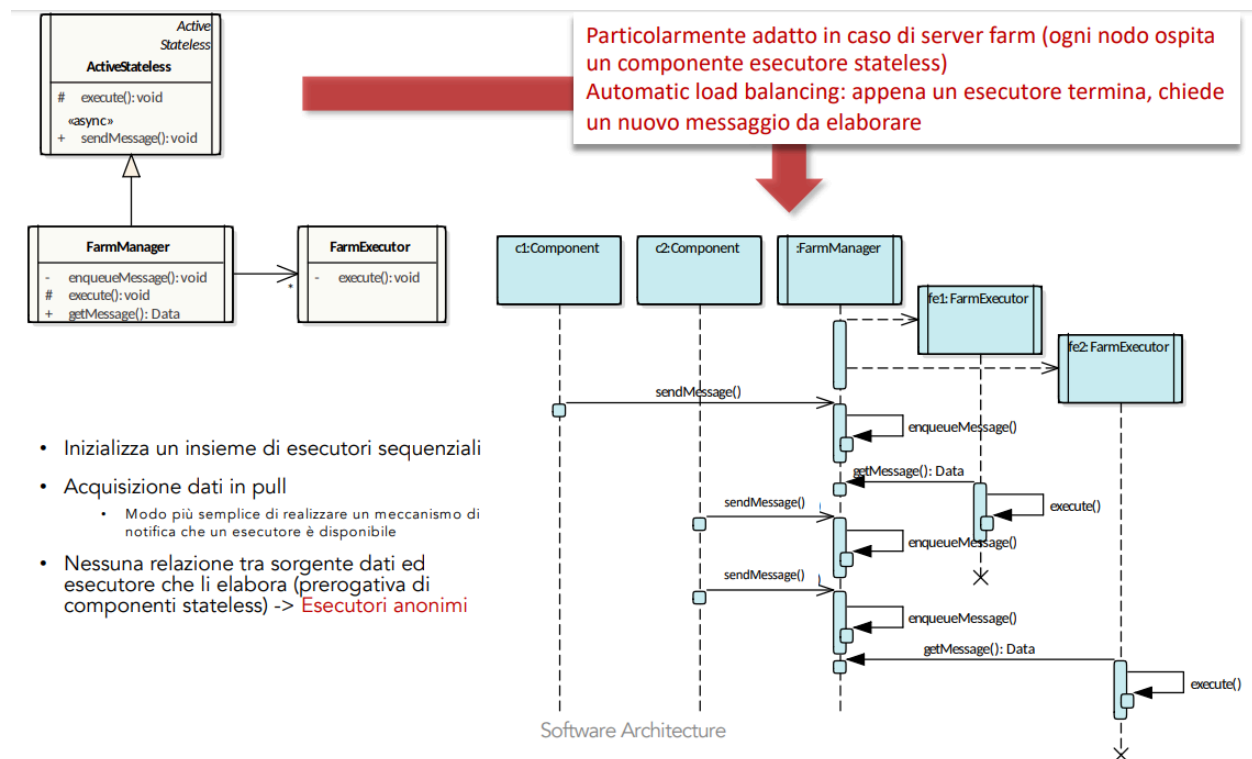 Active
Stateless
ActiveStateless
# execute(): void
«async»
+ sendMessage(): void
Particolarmente adatto in caso di server farm (ogni nodo ospita
un componente esecutore stateless)
Automatic load balancing: appena un esecutore termina, chiede
un nuovo messaggio da elaborare
FarmManager
- enqueueMessage(): void
# execute(): void
+ getMessage(): Data
*
FarmExecutor
- execute(): void
c1:Component
c2:Component
:FarmManager
fe1: FarmExecutor
fe2: FarmExecutor
sendMessage()
enqueueMessage()
getMessage(): Data
execute()
sendMessage()
enqueueMessage()
sendMessage()
enqueueMessage()
getMessage(): Data
execute()
• Inizializza un insieme di esecutori sequenziali
• Acquisizione dati in pull
• Modo più semplice di realizzare un meccanismo di
notifica che un esecutore è disponibile
• Nessuna relazione tra sorgente dati ed
esecutore che li elabora (prerogativa di
componenti stateless) -> Esecutori anonimi
Software Architecture